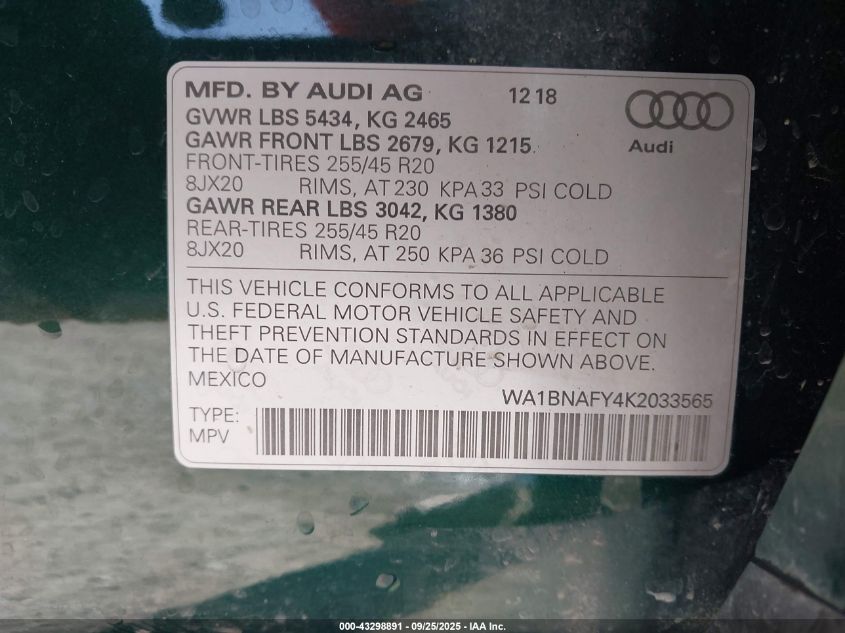 MFD. BY AUDI AG 12 18
GVWR LBS 5434, KG 2465
GAWR FRONT LBS 2679, KG 1215
Audi
FRONT-TIRES 255/45 R20
8JX20 RIMS, AT 230 KPA 33 PSI COLD
GAWR REAR LBS 3042, KG 1380
REAR-TIRES 255/45 R20
8JX20 RIMS, AT 250 KPA 36 PSI COLD
THIS VEHICLE CONFORMS TO ALL APPLICABLE
U.S. FEDERAL MOTOR VEHICLE SAFETY AND
THEFT PREVENTION STANDARDS IN EFFECT ON
THE DATE OF MANUFACTURE SHOWN ABOVE.
MEXICO
WA1BNAFY4K2033565
TYPE:
MPV
000-43298891 - 09/25/2025 - IAA Inc.